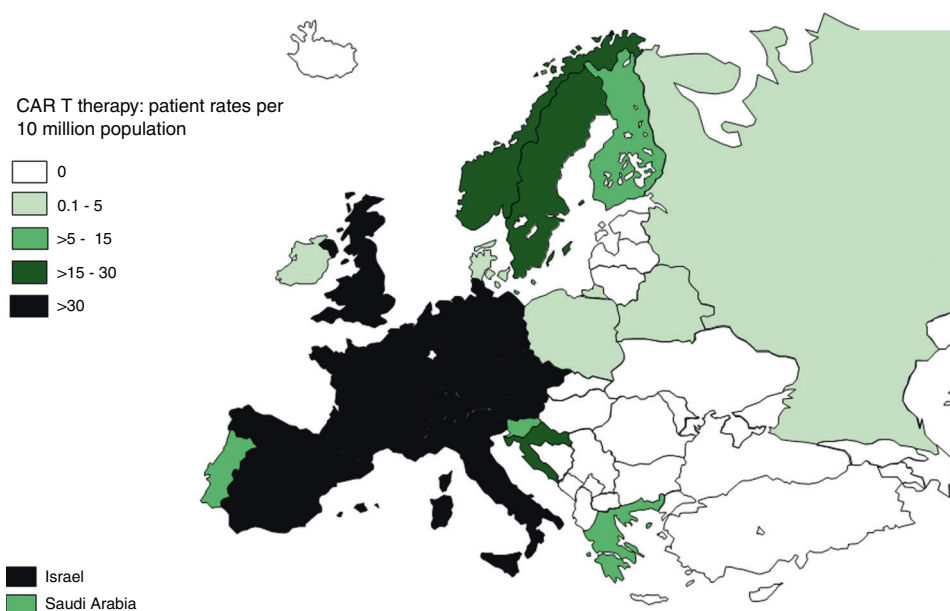 CAR T therapy: patient rates per
10 million population
0
0.1 - 5
>5 - 15
>15 - 30
>30
Israel
Saudi Arabia